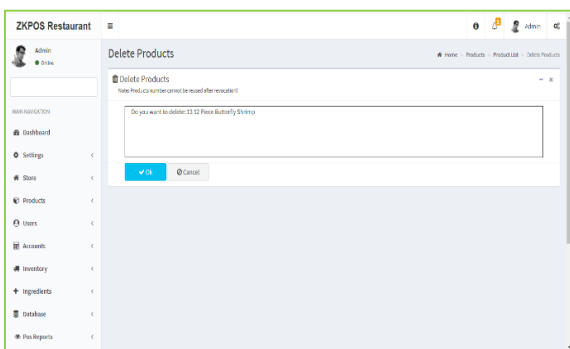 ZKPOS Restaurant
Admin
Admin
Online
Delete Products
Home > Products > Product List > Delete Products
Delete Products
Note: Products number cannot be reused after revocation!
MAIN NAVIGATION
Do you want to delete: 13 12 Piece Butterfly Shrimp
Ok
Cancel
Dashboard
Settings
Store
Products
Users
Accounts
Inventory
Ingredients
Database
Pos Reports